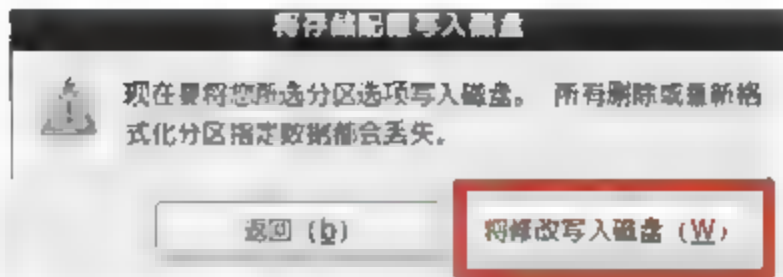 将存储配置写入磁盘
现在要将您所选分区选项写入磁盘。 所有删除或重新格
式化分区指定数据都会丢失。
返回 (b)
将修改写入磁盘 (W)